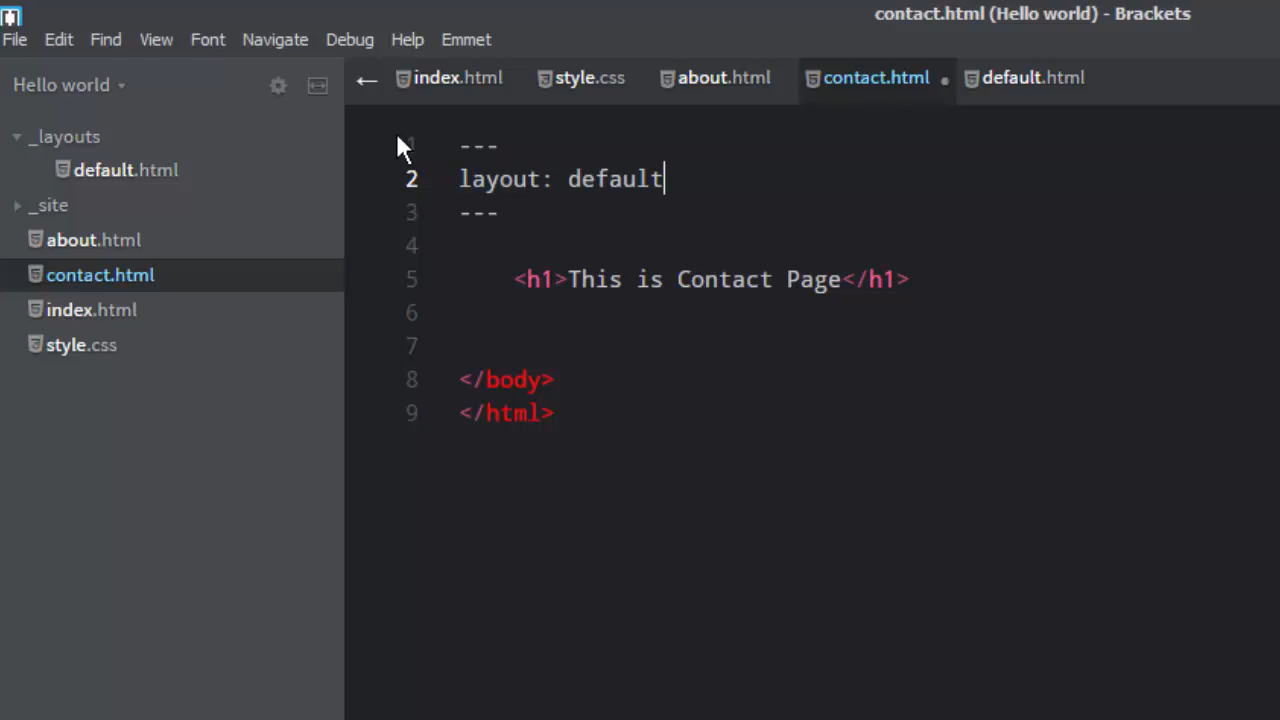 contact.html (Hello world) - Brackets
File Edit Find View Font Navigate Debug Help Emmet
Hello world
index.html style.css about.html contact.html default.html
_layouts
default.html
_site
about.html
contact.html
index.html
style.css
1 ---
2 layout: default
3 ---
4
5 <h1>This is Contact Page</h1>
6
7
8 </body>
9 </html>